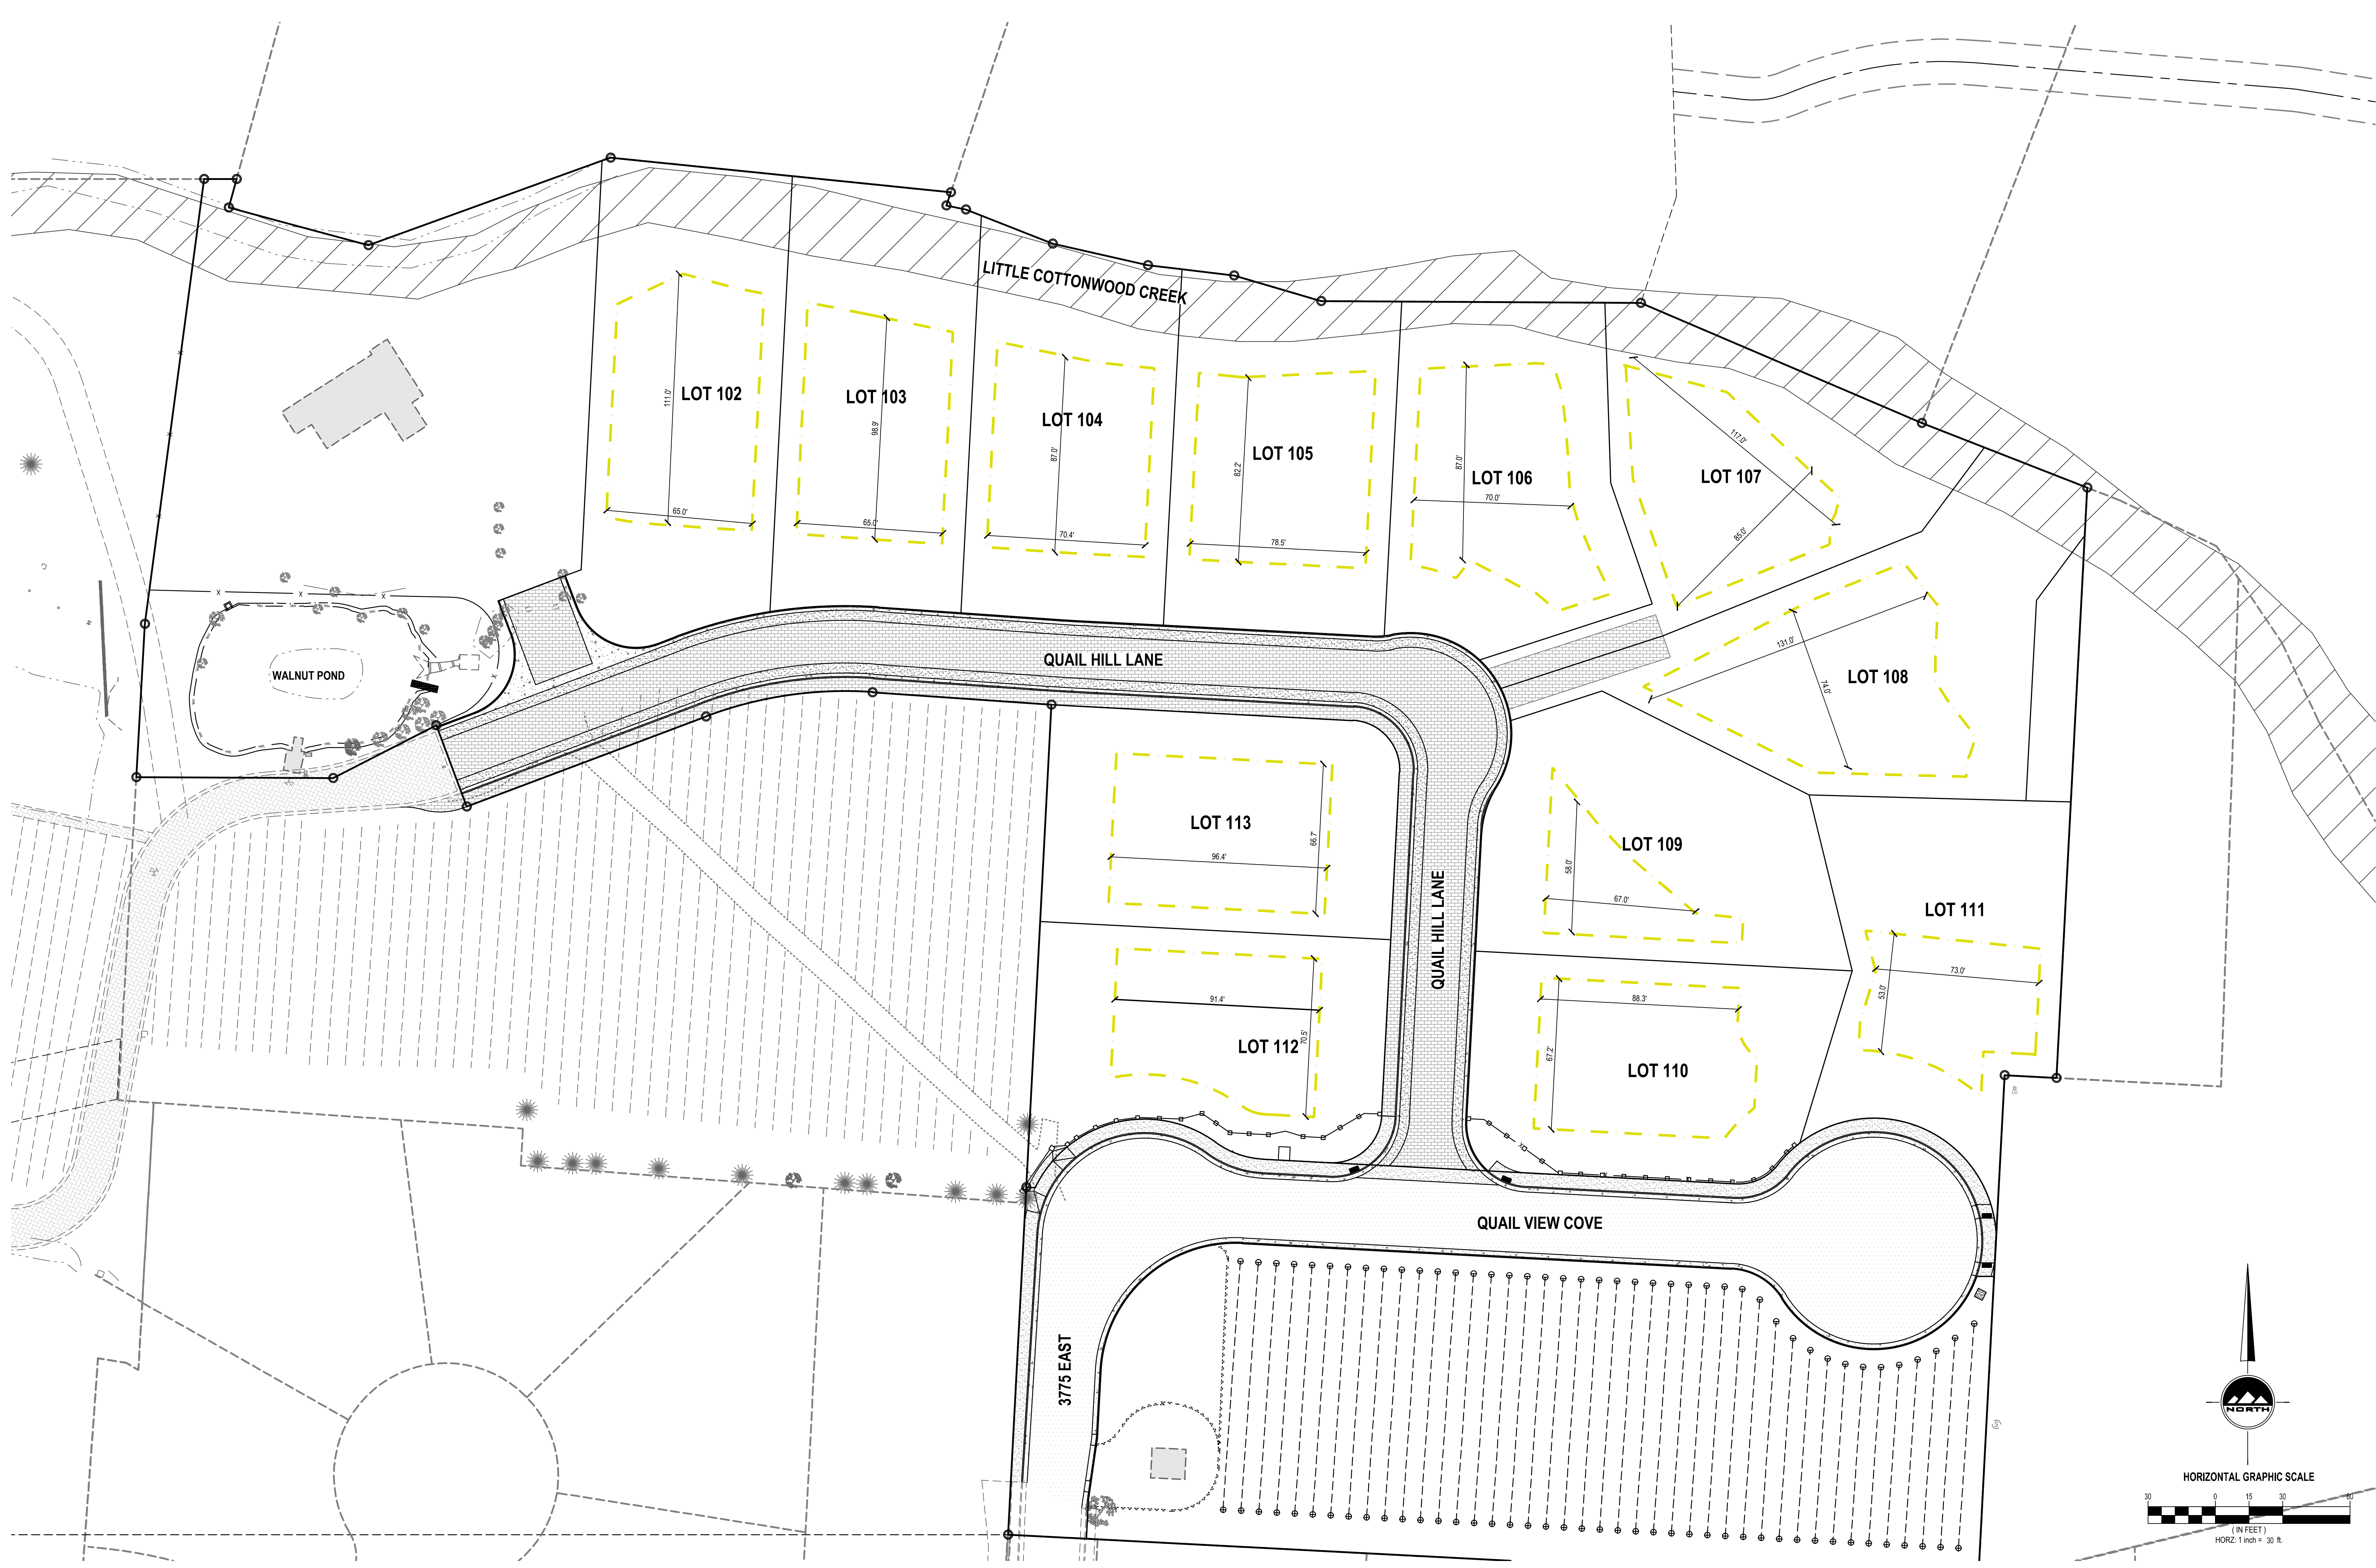 LITTLE COTTONWOOD CREEK
LOT 102
111.0'
65.0'
LOT 103
98.9'
65.0'
LOT 104
87.0'
70.4'
LOT 105
82.2'
78.5'
LOT 106
87.0'
70.0'
LOT 107
117.0'
85.0'
LOT 108
131.0'
74.0'
WALNUT POND
QUAIL HILL LANE
LOT 113
66.7'
96.4'
QUAIL HILL LANE
LOT 109
58.0'
67.0'
LOT 111
73.0'
53.0'
91.4'
LOT 112
70.5'
88.3'
67.2'
LOT 110
QUAIL VIEW COVE
3775 EAST
NORTH
HORIZONTAL GRAPHIC SCALE
30 0 15 30 60
( IN FEET )
HORZ: 1 inch = 30 ft.